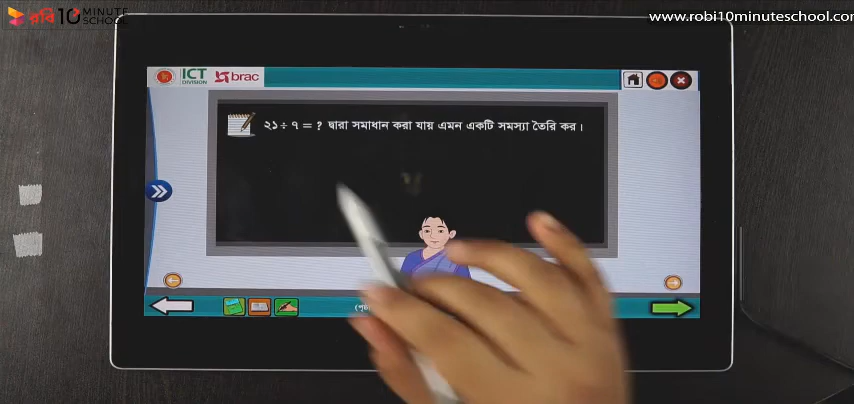 রবি 10 MINUTE SCHOOL
www.robi10minuteschool.com
ICT DIVISION brac
২১ ÷ ৭ = ? দ্বারা সমাধান করা যায় এমন একটি সমস্যা তৈরি কর।